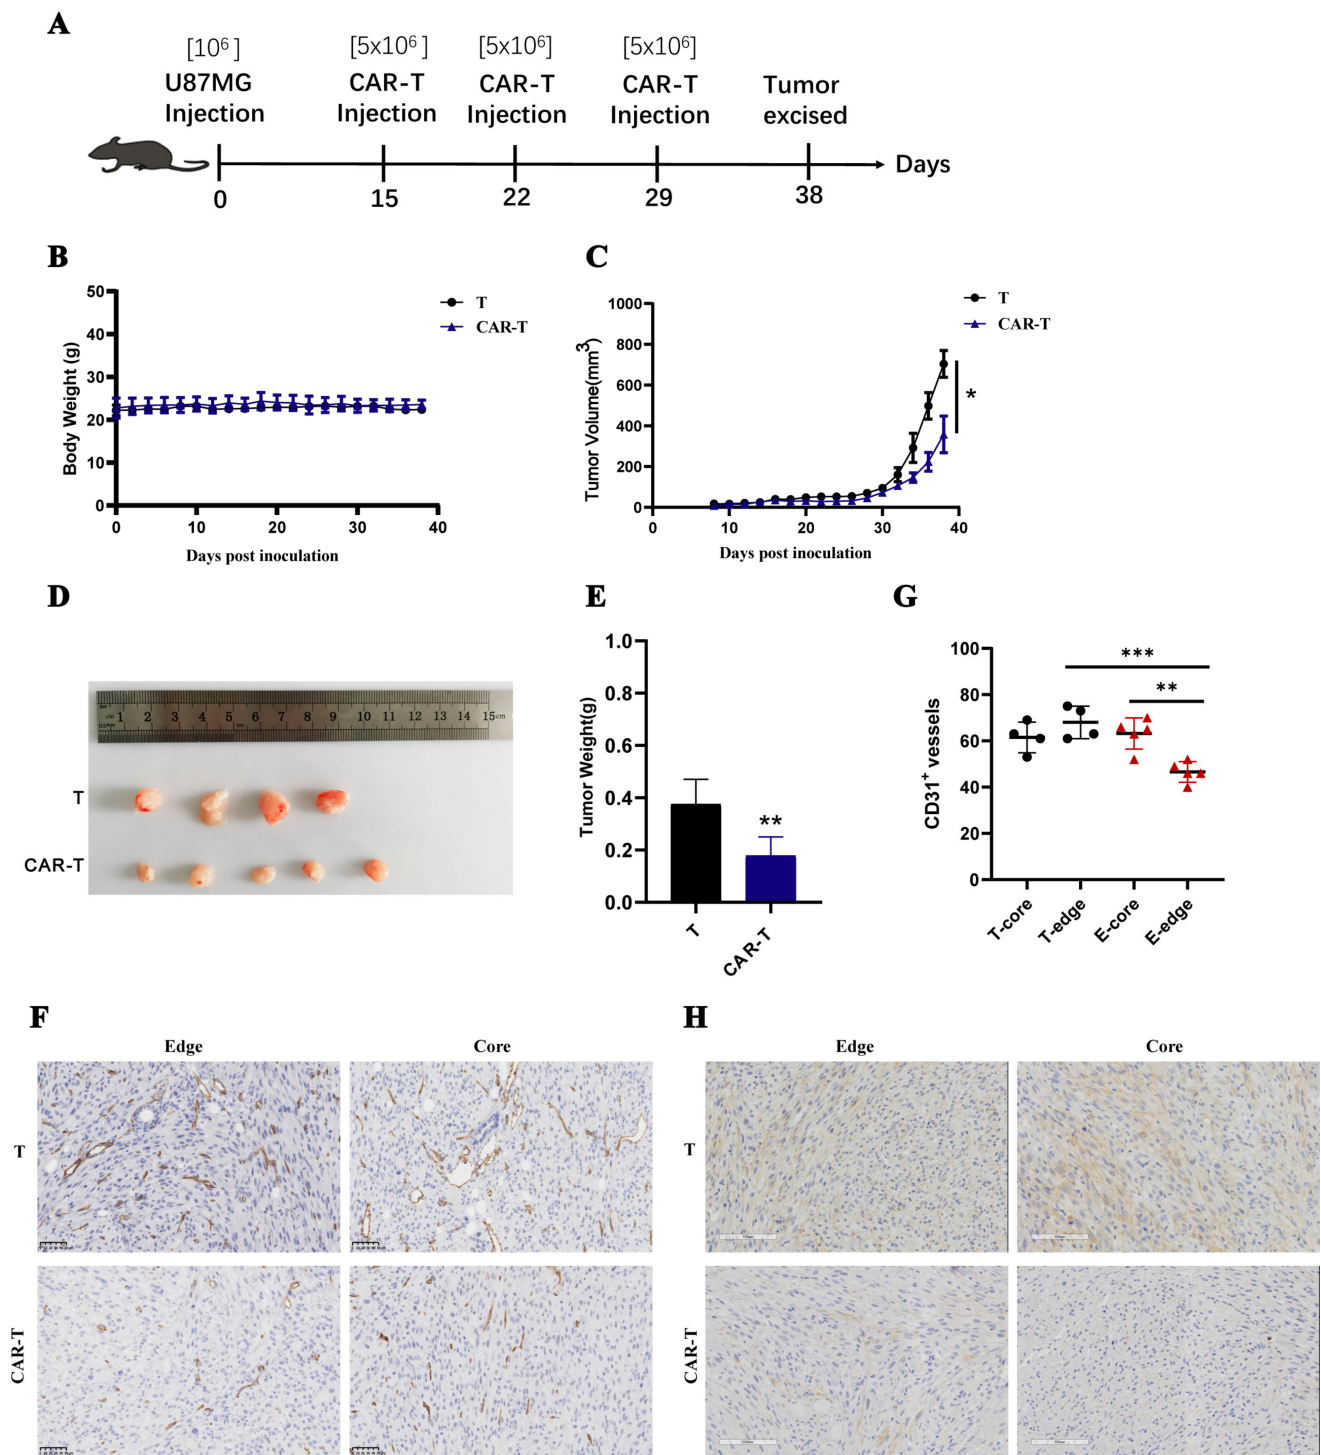 A
[10⁶]
U87MG
Injection
[5x10⁶]
CAR-T
Injection
[5x10⁶]
CAR-T
Injection
[5x10⁶]
CAR-T
Injection
Tumor
excised
Days
0
15
22
29
38
B
Body Weight (g)
50
40
30
20
10
0
0
10
20
30
40
Days post inoculation
T
CAR-T
C
Tumor Volume(mm³)
1000
800
600
400
200
0
0
10
20
30
40
Days post inoculation
T
CAR-T
*
D
1 2 3 4 5 6 7 8 9 10 11 12 13 14 15cm
cm
T
CAR-T
E
Tumor Weight(g)
1.0
0.8
0.6
0.4
0.2
0.0
**
T
CAR-T
G
CD31⁺ vessels
100
80
60
40
20
0
***
**
T-core
T-edge
E-core
E-edge
F
Edge
Core
T
CAR-T
H
Edge
Core
T
CAR-T